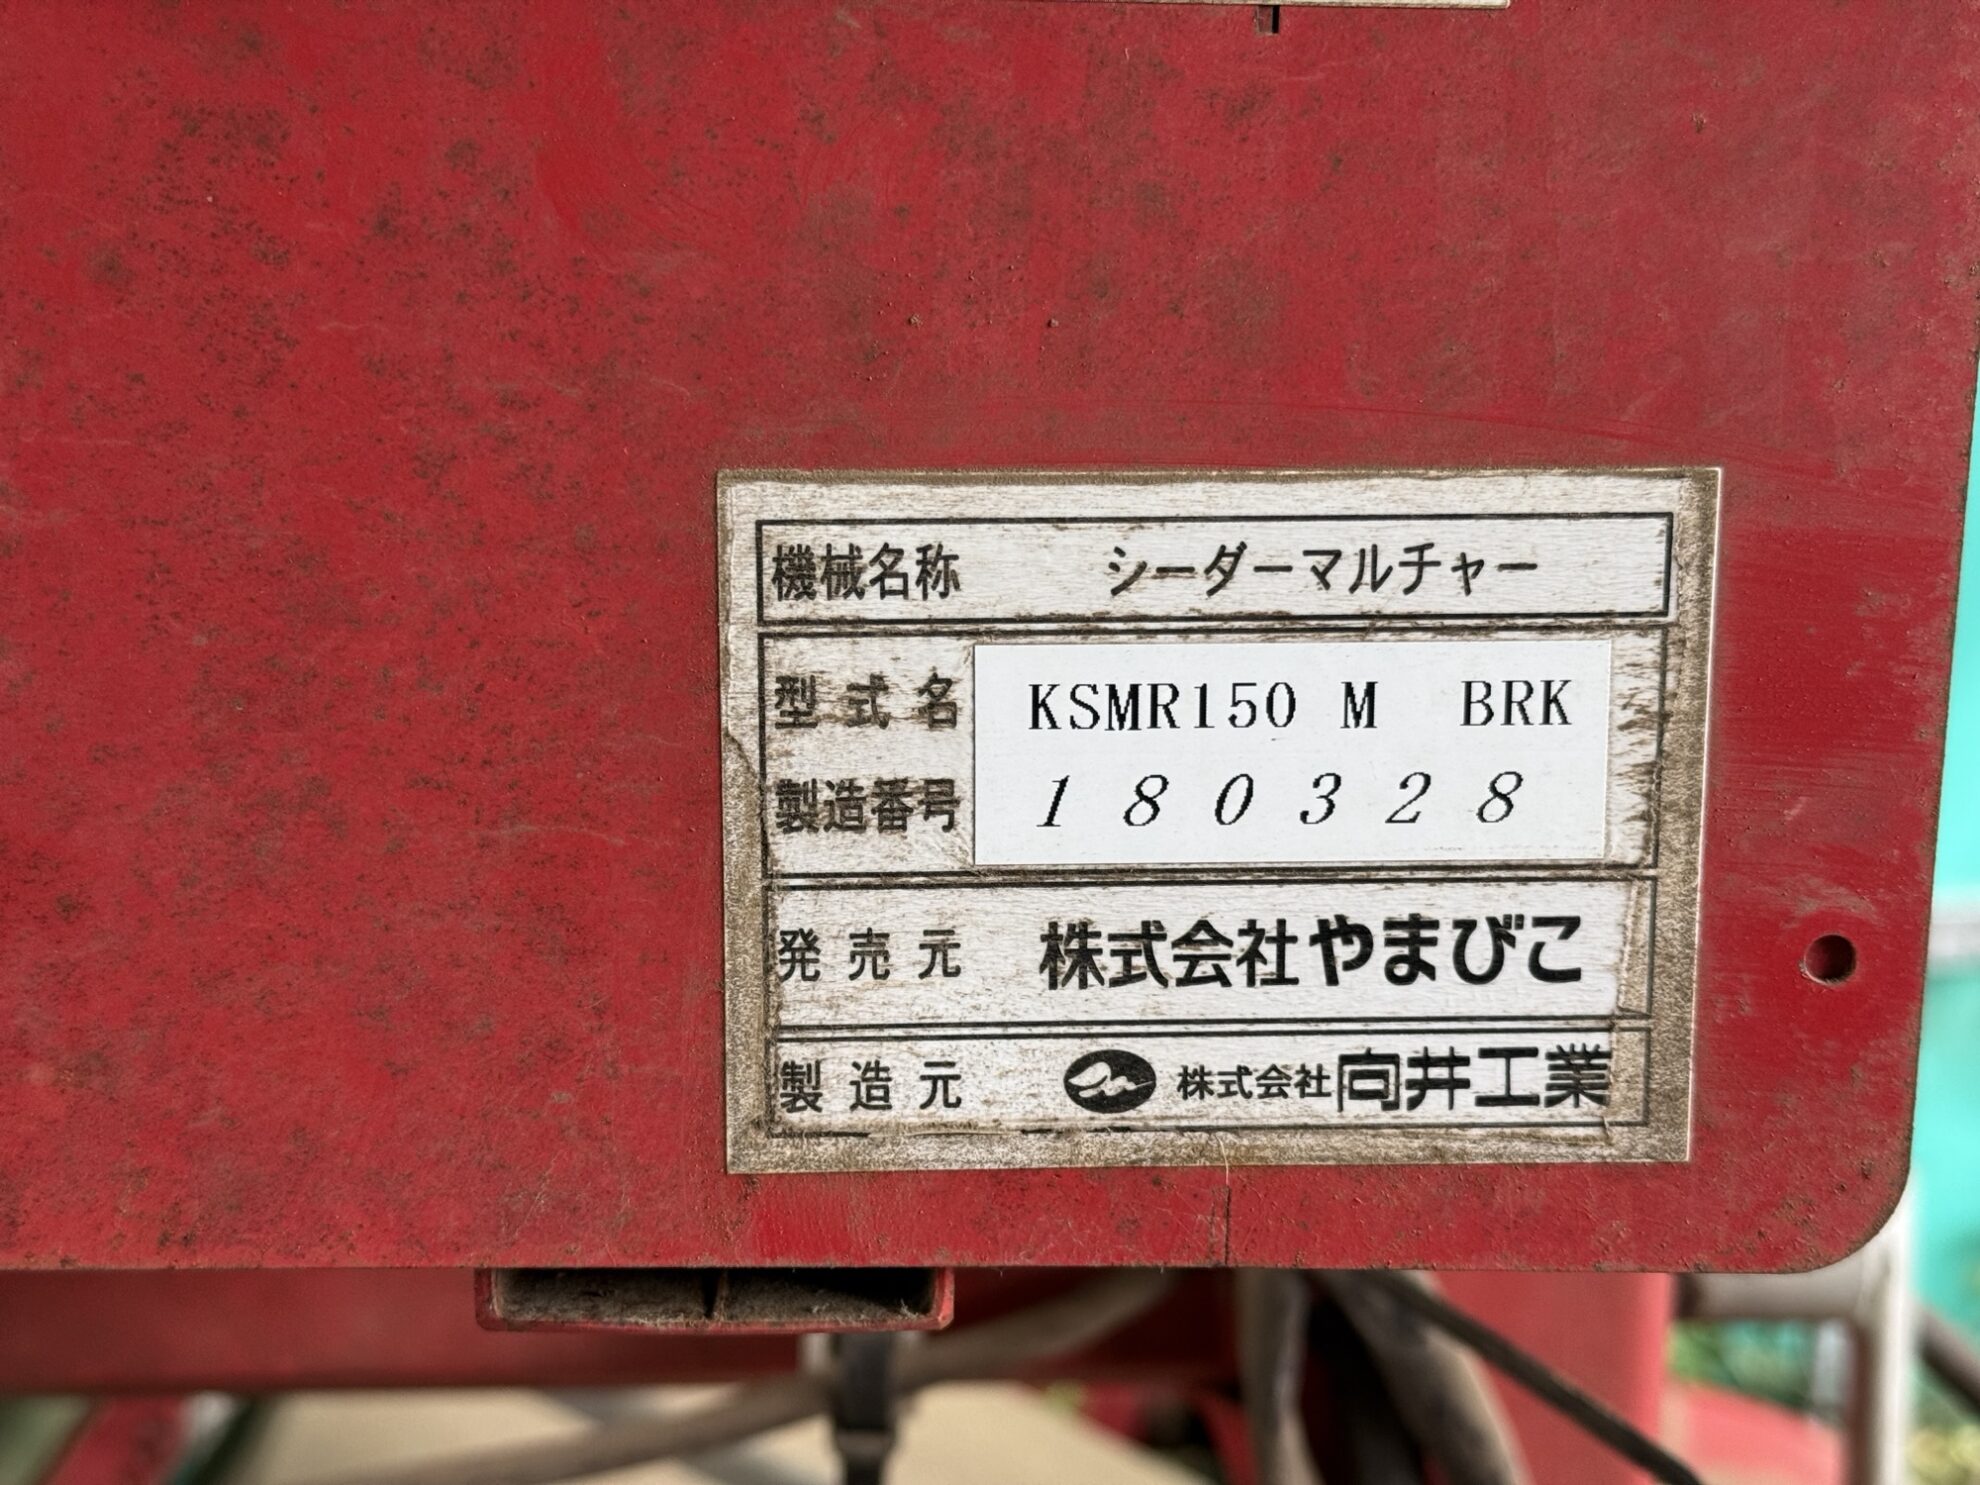 機械名称 シーダーマルチャー
型式名 KSMR150 M BRK
製造番号 180328
発売元 株式会社やまびこ
製造元 株式会社向井工業